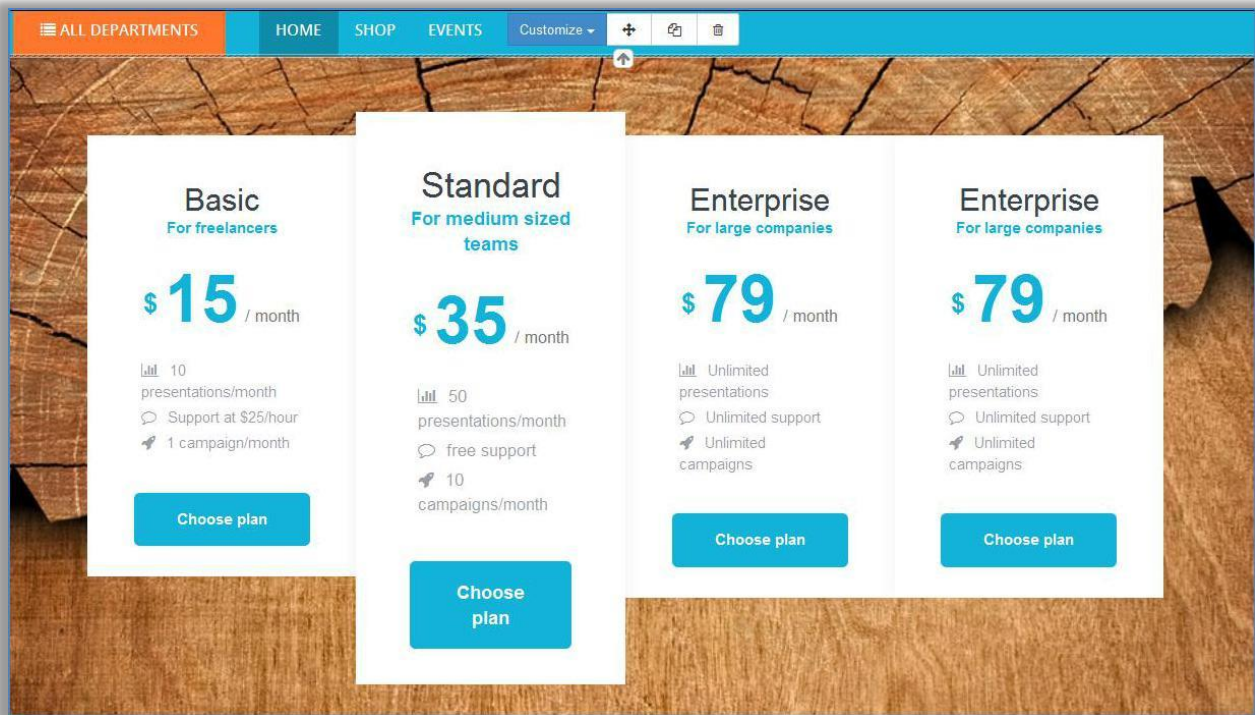 ALL DEPARTMENTS
HOME
SHOP
EVENTS
Customize
Basic
For freelancers
$ 15 / month
10
presentations/month
Support at $25/hour
1 campaign/month
Choose plan
Standard
For medium sized
teams
$ 35 / month
50
presentations/month
free support
10
campaigns/month
Choose
plan
Enterprise
For large companies
$ 79 / month
Unlimited
presentations
Unlimited support
Unlimited
campaigns
Choose plan
Enterprise
For large companies
$ 79 / month
Unlimited
presentations
Unlimited support
Unlimited
campaigns
Choose plan